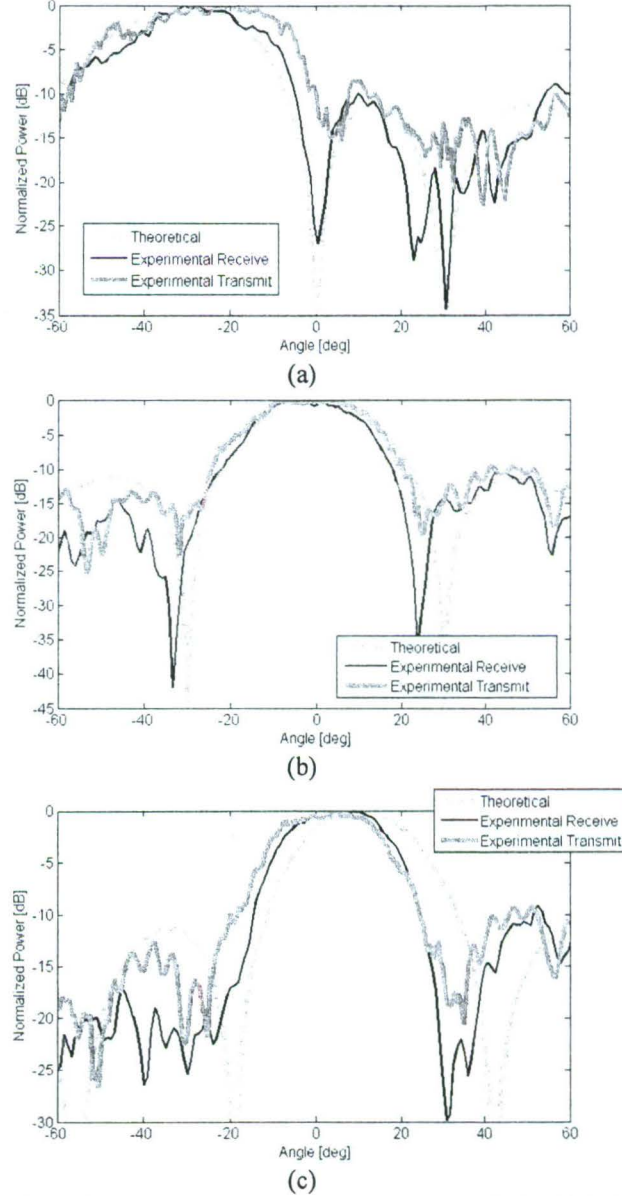 0
-5
-10
-15
-20
-25
-30
-35
Normalized Power [dB]
Theoretical
Experimental Receive
Experimental Transmit
-60 -40 -20 0 20 40 60
Angle [deg]
(a)
0
-5
-10
-15
-20
-25
-30
-35
-40
-45
Normalized Power [dB]
Theoretical
Experimental Receive
Experimental Transmit
-60 -40 -20 0 20 40 60
Angle [deg]
(b)
Theoretical
Experimental Receive
Experimental Transmit
0
-5
-10
-15
-20
-25
-30
Normalized Power [dB]
-60 -40 -20 0 20 40 60
Angle [deg]
(c)